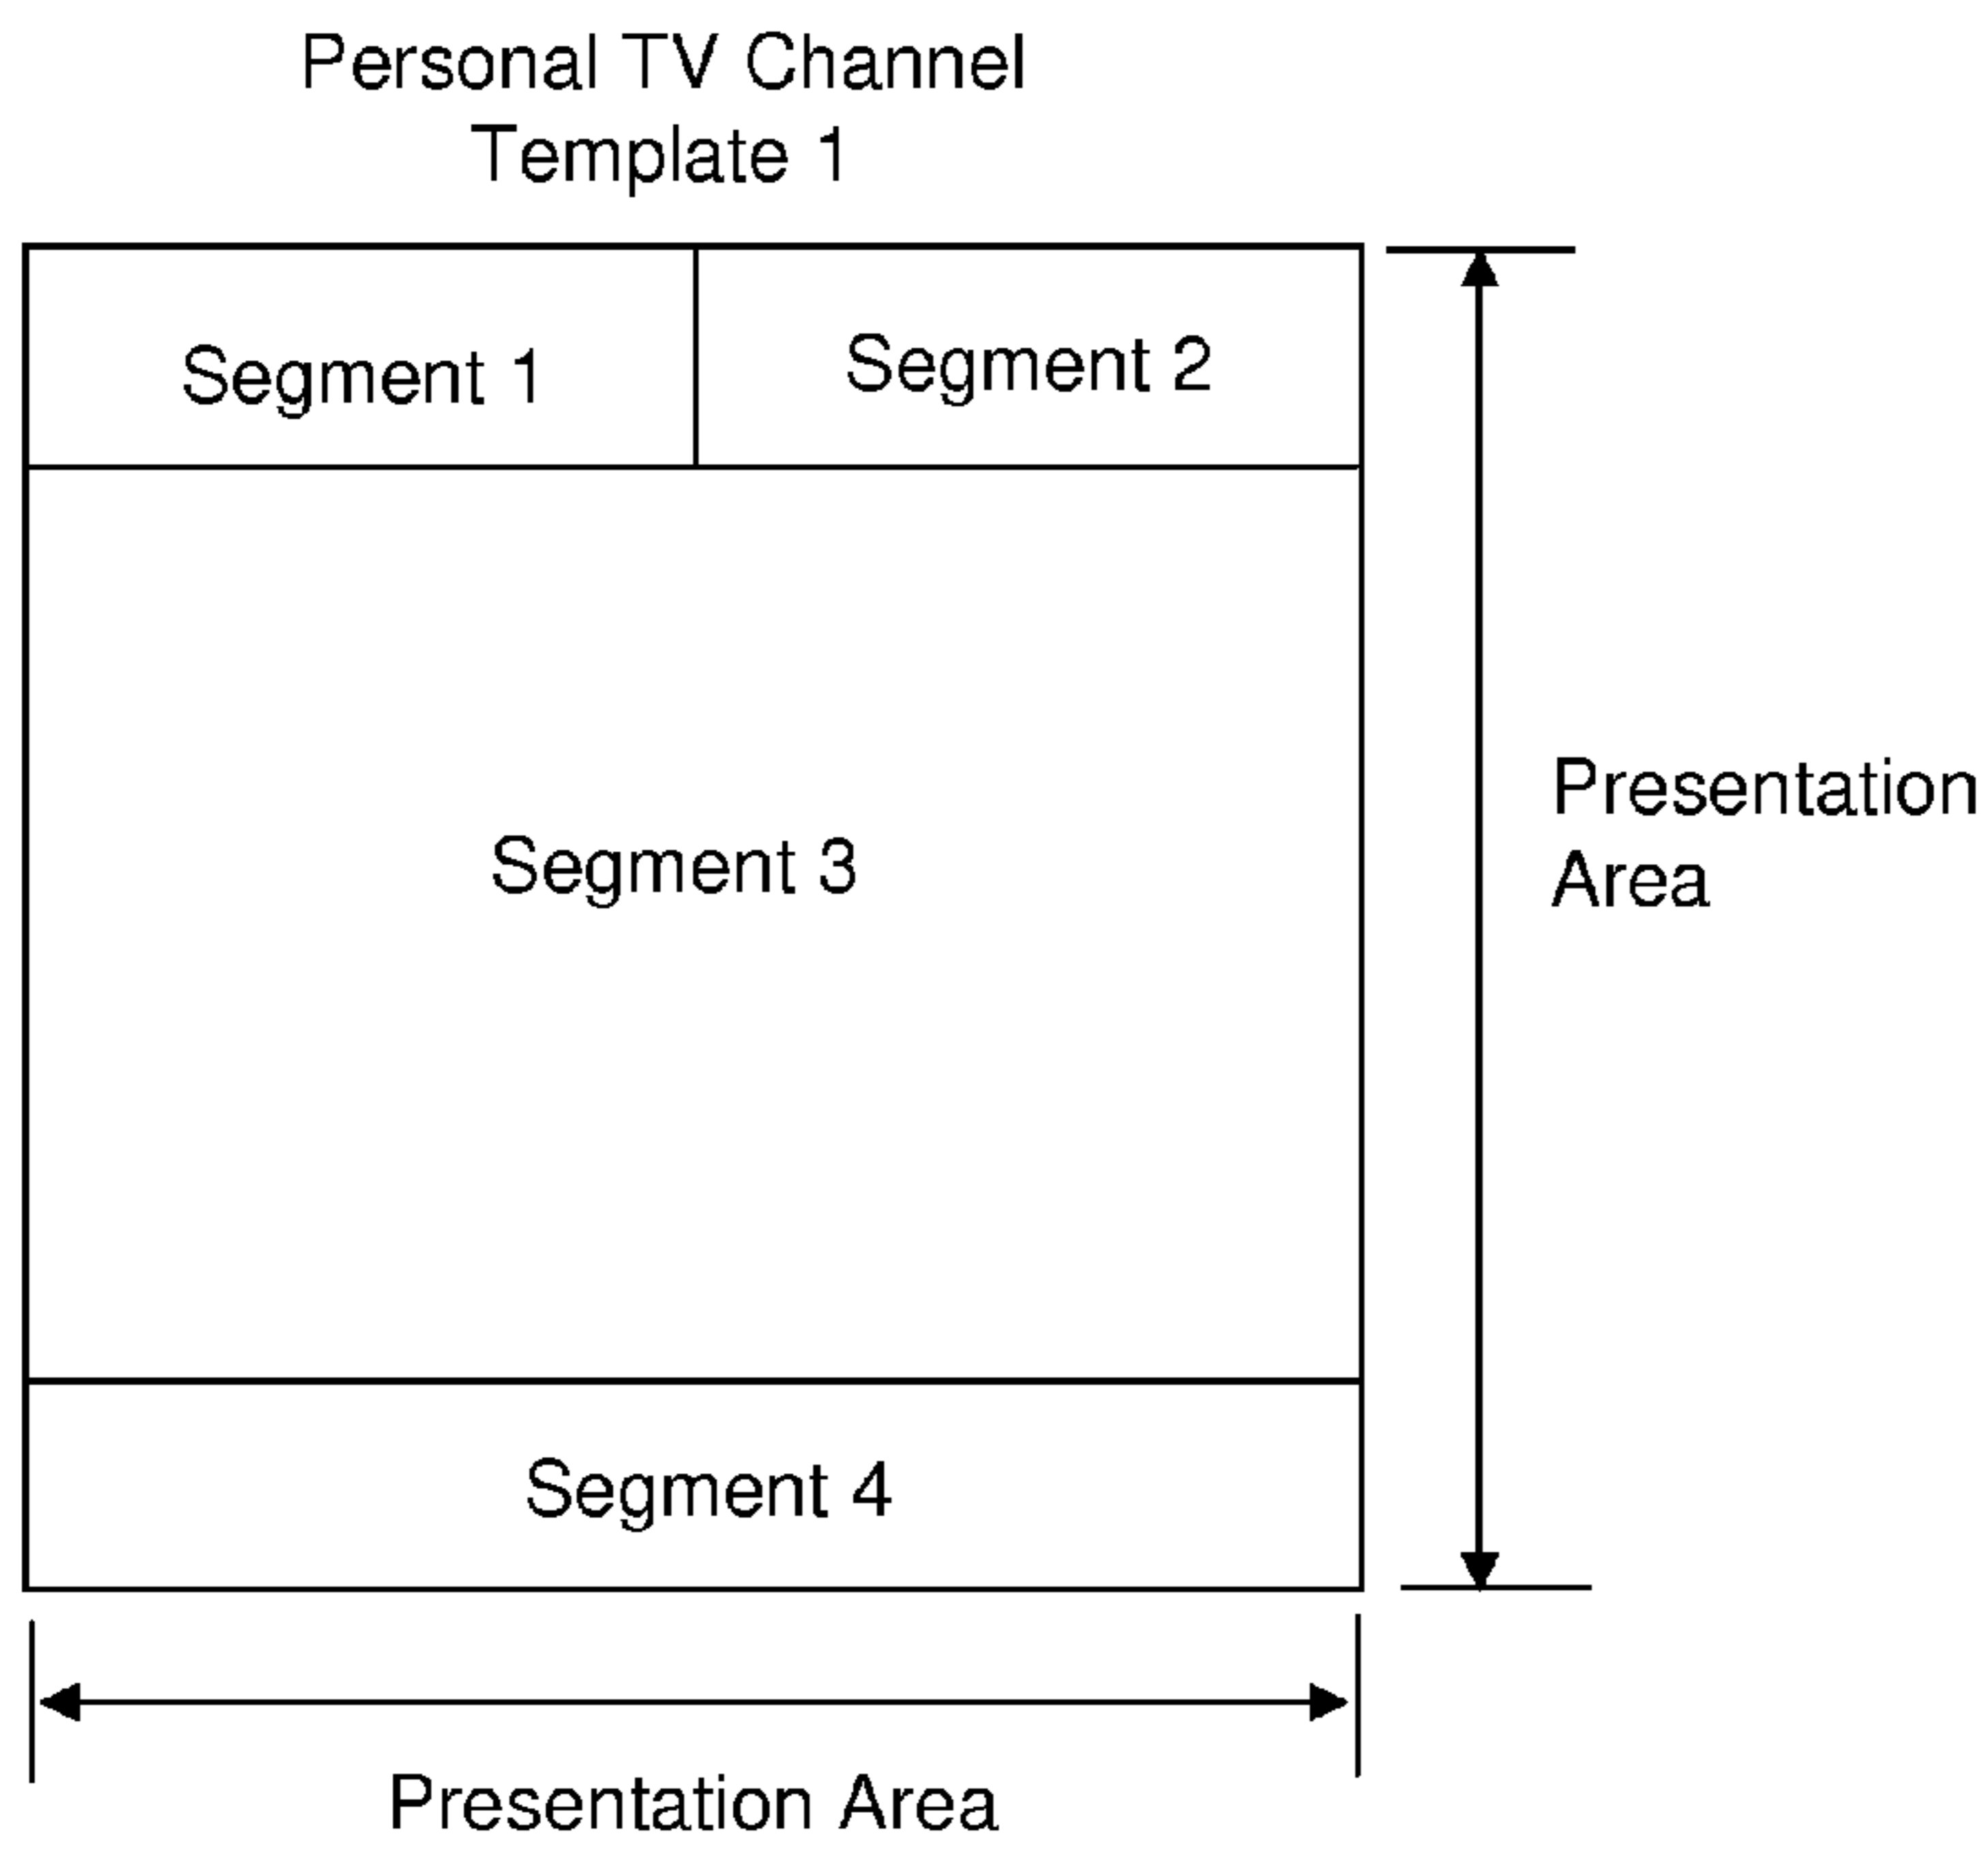 Personal TV Channel
Template 1
Segment 1
Segment 2
Segment 3
Presentation
Area
Segment 4
Presentation Area